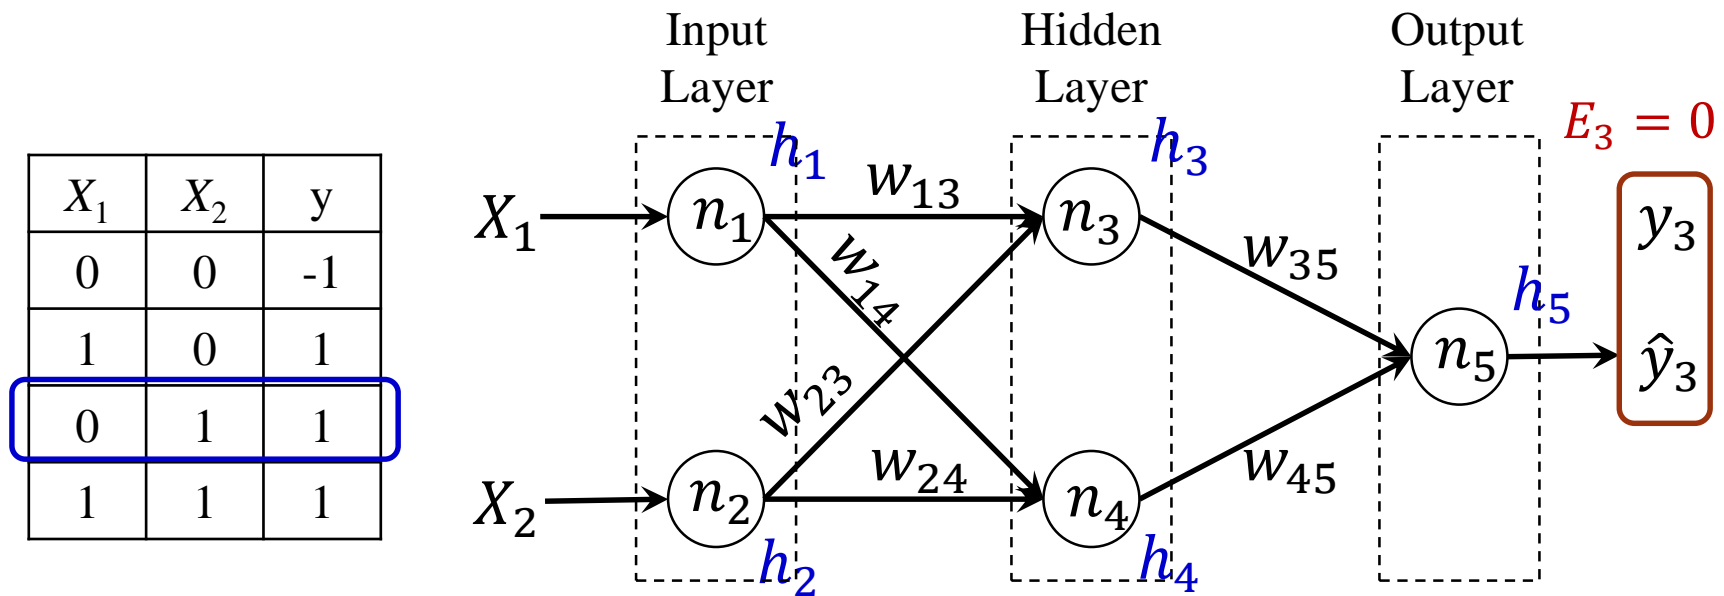 X₁ X₂ y
0 0 -1
1 0 1
0 1 1
1 1 1
Input Layer
Hidden Layer
Output Layer
X₁
X₂
n₁
n₂
h₁
h₂
w₁₃
w₁₄
w₂₃
w₂₄
n₃
n₄
h₃
h₄
w₃₅
w₄₅
n₅
h₅
E₃ = 0
y₃
ŷ₃